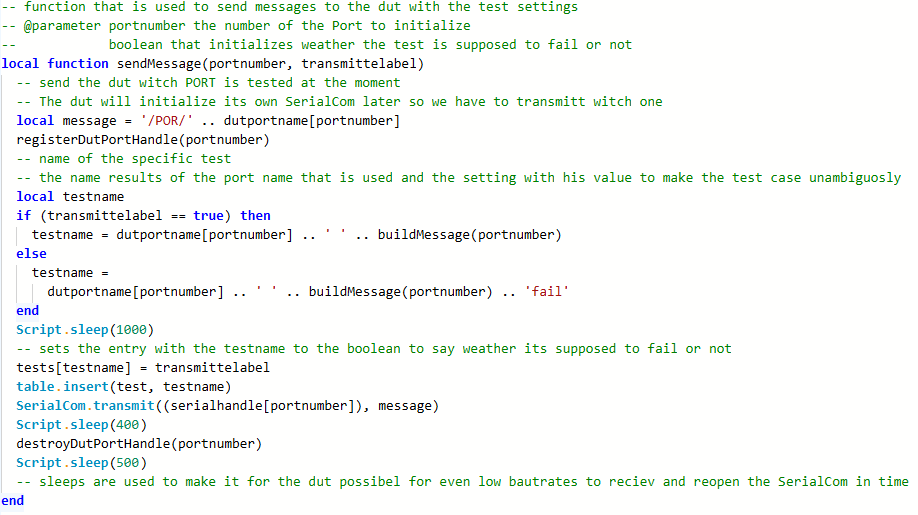 -- function that is used to send messages to the dut with the test settings
-- @parameter portnumber the number of the Port to initialize
--            boolean that initializes weather the test is supposed to fail or not
local function sendMessage(portnumber, transmittelabel)
  -- send the dut witch PORT is tested at the moment
  -- The dut will initialize its own SerialCom later so we have to transmitt witch one
  local message = '/POR/' .. dutportname[portnumber]
  registerDutPortHandle(portnumber)
  -- name of the specific test
  -- the name results of the port name that is used and the setting with his value to make the test case unambiguosly
  local testname
  if (transmittelabel == true) then
    testname = dutportname[portnumber] .. ' ' .. buildMessage(portnumber)
  else
    testname =
      dutportname[portnumber] .. ' ' .. buildMessage(portnumber) .. 'fail'
  end
  Script.sleep(1000)
  -- sets the entry with the testname to the boolean to say weather its supposed to fail or not
  tests[testname] = transmittelabel
  table.insert(test, testname)
  SerialCom.transmit((serialhandle[portnumber]), message)
  Script.sleep(400)
  destroyDutPortHandle(portnumber)
  Script.sleep(500)
  -- sleeps are used to make it for the dut possibel for even low bautrates to reciev and reopen the SerialCom in time
end